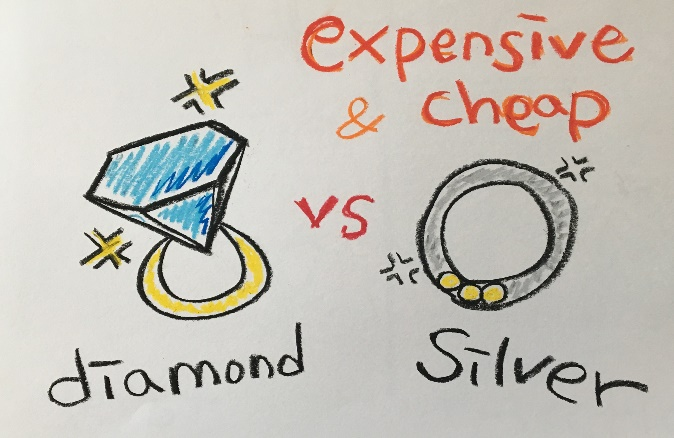 expensive
& cheap
vs
diamond
Silver